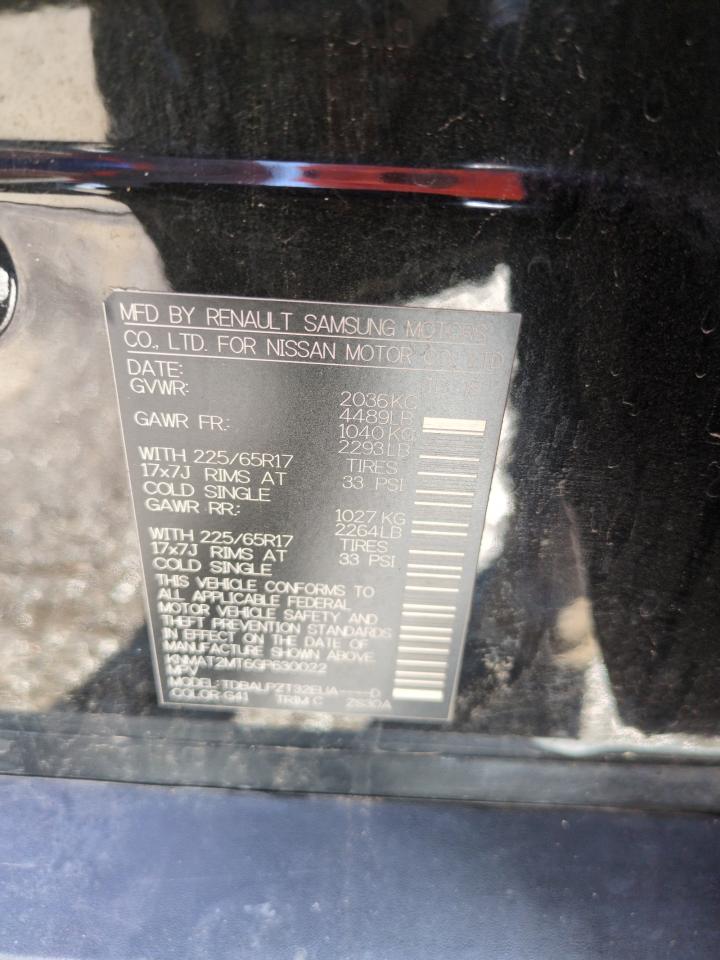 MFD BY RENAULT SAMSUNG MOTORS
CO., LTD. FOR NISSAN MOTOR CO., LTD
DATE:
GVWR: 2036KG
4489LB
GAWR FR: 1040KG
2293LB
WITH 225/65R17 TIRES
17x7J RIMS AT 33 PSI
COLD SINGLE
GAWR RR: 1027KG
2264LB
WITH 225/65R17 TIRES
17x7J RIMS AT 33 PSI
COLD SINGLE
THIS VEHICLE CONFORMS TO
ALL APPLICABLE FEDERAL
MOTOR VEHICLE SAFETY AND
THEFT PREVENTION STANDARDS
IN EFFECT ON THE DATE OF
MANUFACTURE SHOWN ABOVE.
KNMAT2MT6GP630022
MPV
MODEL: TDBALPZT32EUA-----D
COLOR: G41 TRIM: C ZS30A